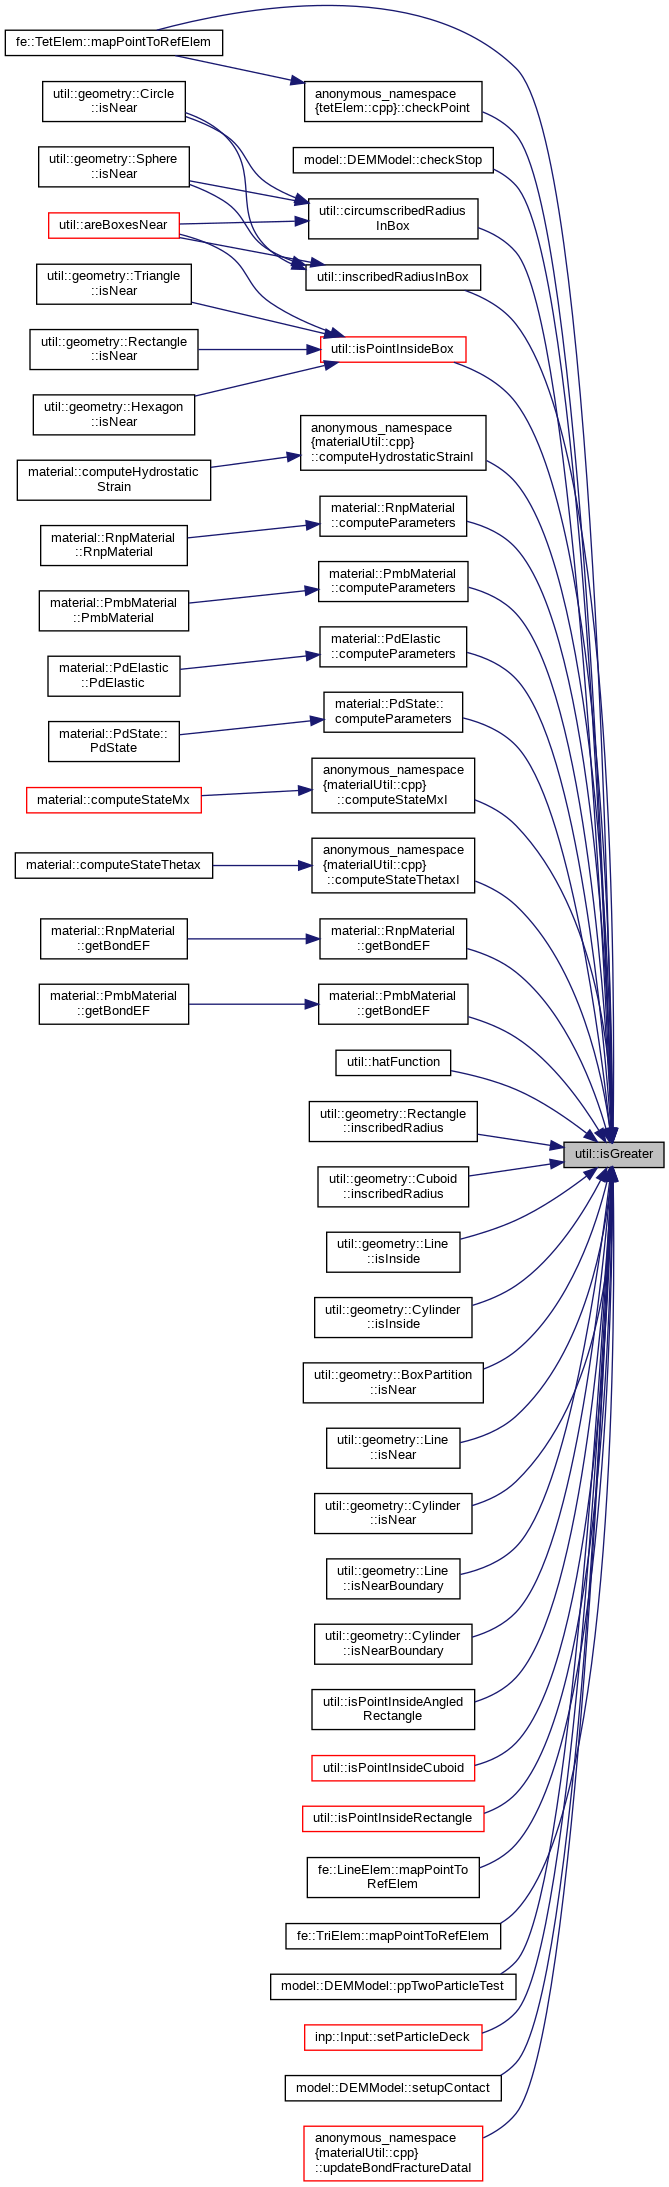 fe::TetElem::mapPointToRefElem
anonymous_namespace
{tetElem::cpp}::checkPoint
util::geometry::Circle
::isNear
model::DEMModel::checkStop
util::geometry::Sphere
::isNear
util::circumscribedRadius
InBox
util::areBoxesNear
util::inscribedRadiusInBox
util::geometry::Triangle
::isNear
util::geometry::Rectangle
::isNear
util::isPointInsideBox
util::geometry::Hexagon
::isNear
anonymous_namespace
{materialUtil::cpp}
::computeHydrostaticStrainI
material::computeHydrostatic
Strain
material::RnpMaterial
::computeParameters
material::RnpMaterial
::RnpMaterial
material::PmbMaterial
::computeParameters
material::PmbMaterial
::PmbMaterial
material::PdElastic
::computeParameters
material::PdElastic
::PdElastic
material::PdState::
computeParameters
material::PdState::
PdState
anonymous_namespace
{materialUtil::cpp}
::computeStateMxI
material::computeStateMx
anonymous_namespace
{materialUtil::cpp}
::computeStateThetaxI
material::computeStateThetax
material::RnpMaterial
::getBondEF
material::RnpMaterial
::getBondEF
material::PmbMaterial
::getBondEF
material::PmbMaterial
::getBondEF
util::hatFunction
util::geometry::Rectangle
::inscribedRadius
util::isGreater
util::geometry::Cuboid
::inscribedRadius
util::geometry::Line
::isInside
util::geometry::Cylinder
::isInside
util::geometry::BoxPartition
::isNear
util::geometry::Line
::isNear
util::geometry::Cylinder
::isNear
util::geometry::Line
::isNearBoundary
util::geometry::Cylinder
::isNearBoundary
util::isPointInsideAngled
Rectangle
util::isPointInsideCuboid
util::isPointInsideRectangle
fe::LineElem::mapPointTo
RefElem
fe::TriElem::mapPointToRefElem
model::DEMModel::ppTwoParticleTest
inp::Input::setParticleDeck
model::DEMModel::setupContact
anonymous_namespace
{materialUtil::cpp}
::updateBondFractureDataI